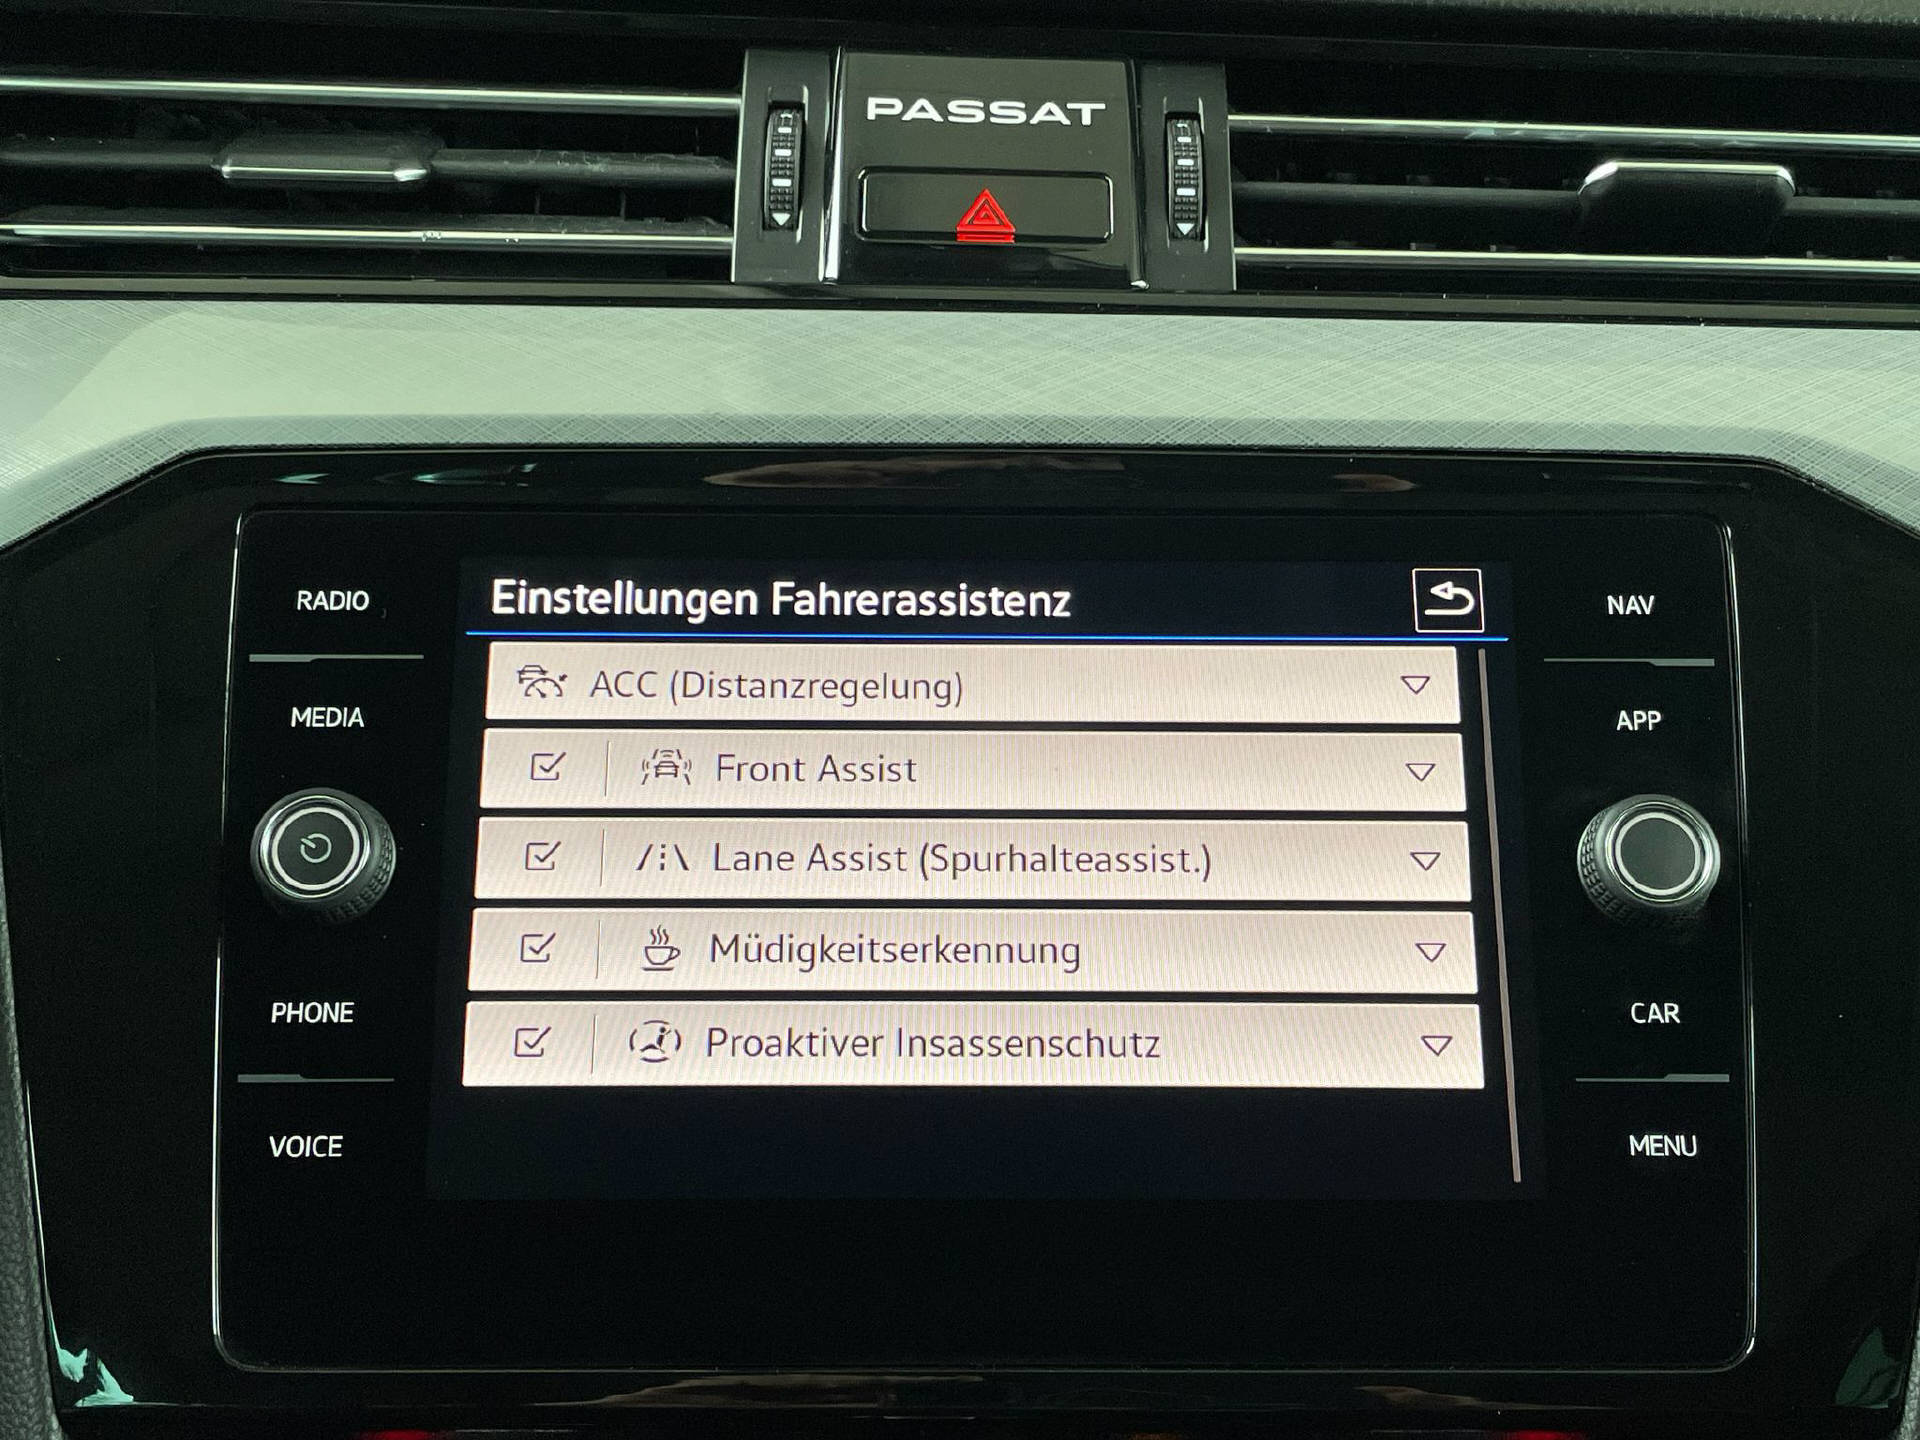 PASSAT
RADIO
MEDIA
PHONE
VOICE
Einstellungen Fahrerassistenz
ACC (Distanzregelung)
Front Assist
Lane Assist (Spurhalteassist.)
Müdigkeitserkennung
Proaktiver Insassenschutz
NAV
APP
CAR
MENU